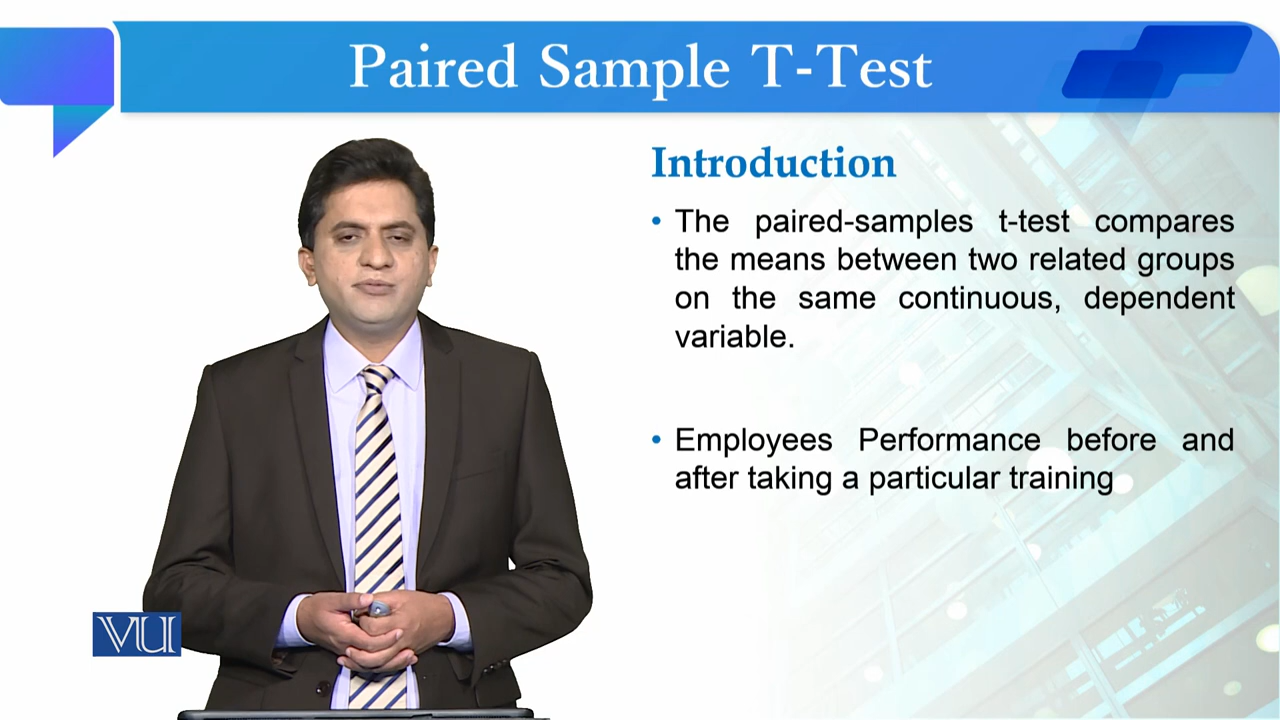 Paired Sample T-Test
Introduction
• The paired-samples t-test compares
the means between two related groups
on the same continuous, dependent
variable.
• Employees Performance before and
after taking a particular training
VU